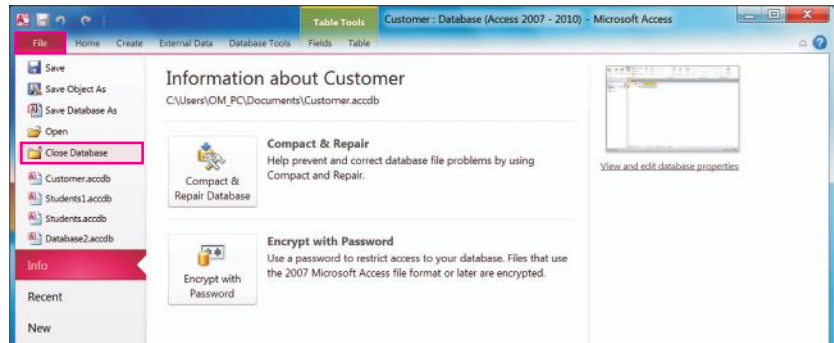 Table Tools
Customer : Database (Access 2007 - 2010) - Microsoft Access
File Home Create External Data Database Tools Fields Table
Save
Save Object As
Save Database As
Open
Close Database
Customer.accdb
Students1.accdb
Students.accdb
Database2.accdb
Info
Recent
New
Information about Customer
C:\Users\OM_PC\Documents\Customer.accdb
Compact &
Repair Database
Compact & Repair
Help prevent and correct database file problems by using
Compact and Repair.
Encrypt with
Password
Encrypt with Password
Use a password to restrict access to your database. Files that use
the 2007 Microsoft Access file format or later are encrypted.
View and edit database properties